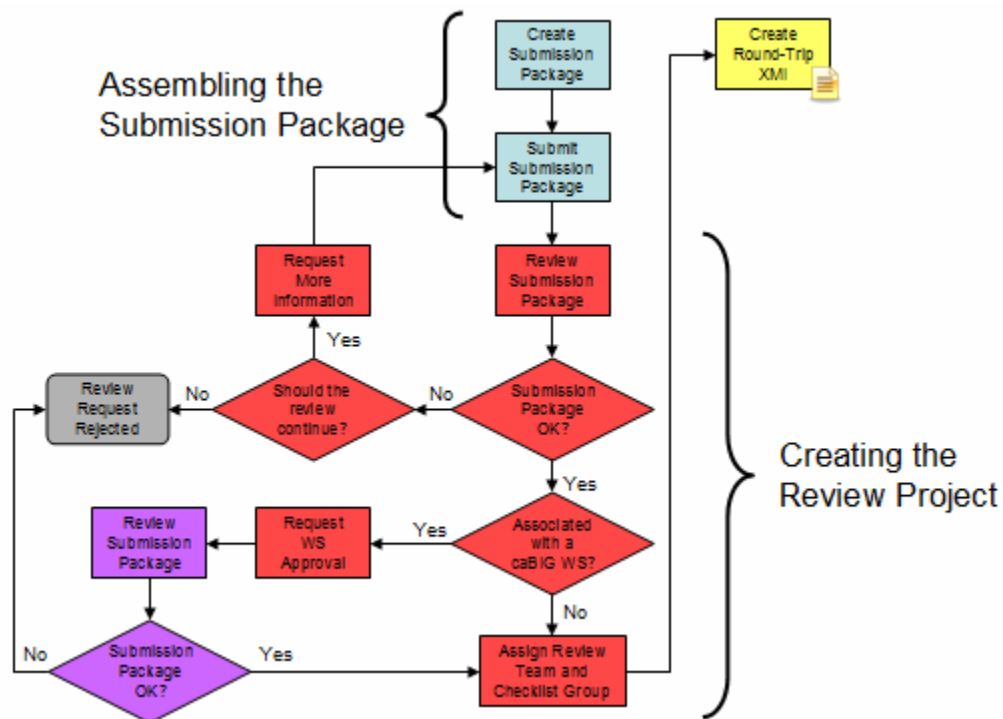 Create
Submission
Package
Create
Round-Trip
XMI
Assembling the
Submission Package
Submit
Submission
Package
Request
More
Information
Review
Submission
Package
Yes
Review
Request
Rejected
No
Should the
review
continue?
No
Submission
Package
OK?
Creating the
Review Project
Yes
Review
Submission
Package
Request
WS
Approval
Yes
Associated
with a
caBIG WS?
No
No
Submission
Package
OK?
Yes
Assign Review
Team and
Checklist Group